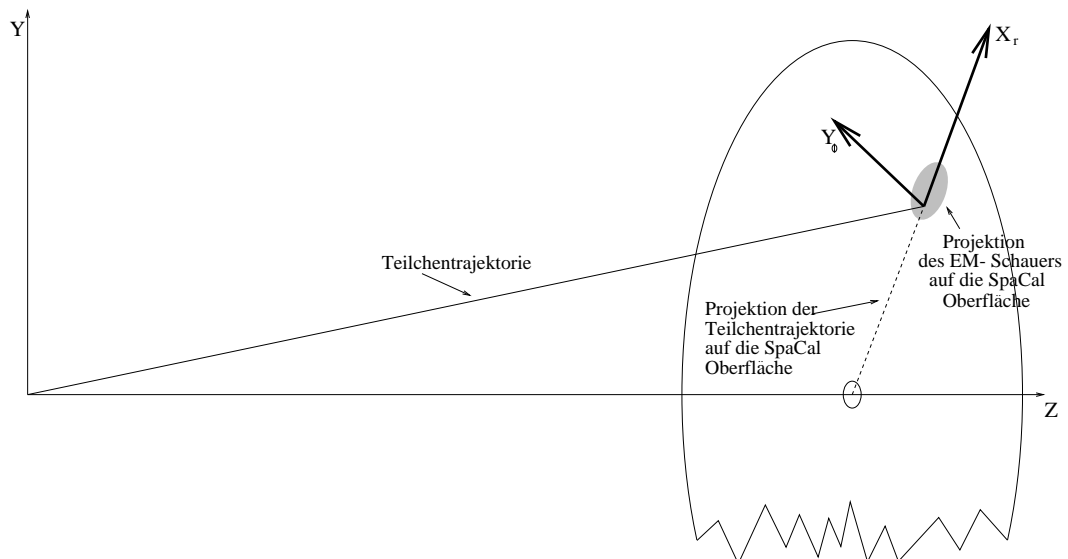 Y
X r
Y ϕ
Teilchentrajektorie
Projektion
des EM- Schauers
auf die SpaCal
Oberfläche
Projektion der
Teilchentrajektorie
auf die SpaCal
Oberfläche
Z